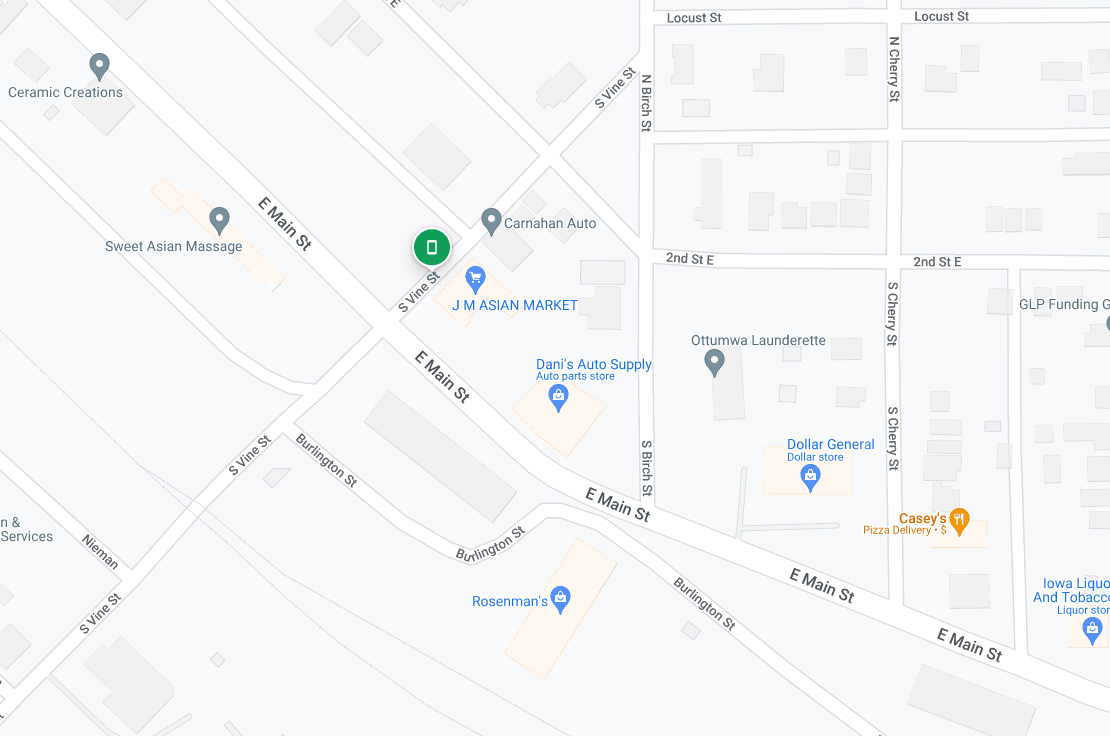 E
Locust St
Locust St
Ceramic Creations
S Vine St
N Birch St
N Cherry St
E Main St
Sweet Asian Massage
Carnahan Auto
2nd St E
2nd St E
S Vine St
J M ASIAN MARKET
S Cherry St
GLP Funding G
Ottumwa Launderette
E Main St
Dani's Auto Supply
Auto parts store
S Vine St
Burlington St
S Birch St
S Cherry St
Dollar General
Dollar store
E Main St
n &
Services
Casey's
Pizza Delivery • $
Nieman
Burlington St
E Main St
Iowa Liquo
And Tobacco
Liquor stor
Rosenman's
Burlington St
S Vine St
E Main St